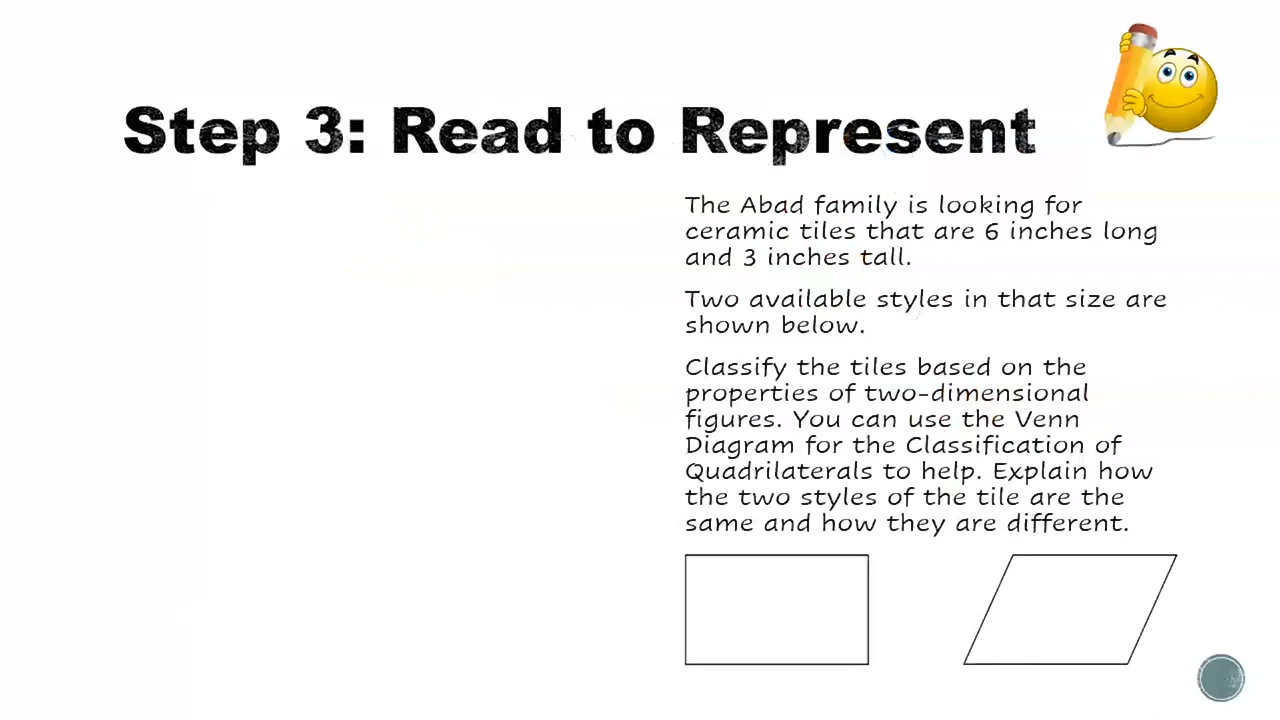 Step 3: Read to Represent
The Abad family is looking for
ceramic tiles that are 6 inches long
and 3 inches tall.
Two available styles in that size are
shown below.
Classify the tiles based on the
properties of two-dimensional
figures. You can use the Venn
Diagram for the Classification of
Quadrilaterals to help. Explain how
the two styles of the tile are the
same and how they are different.